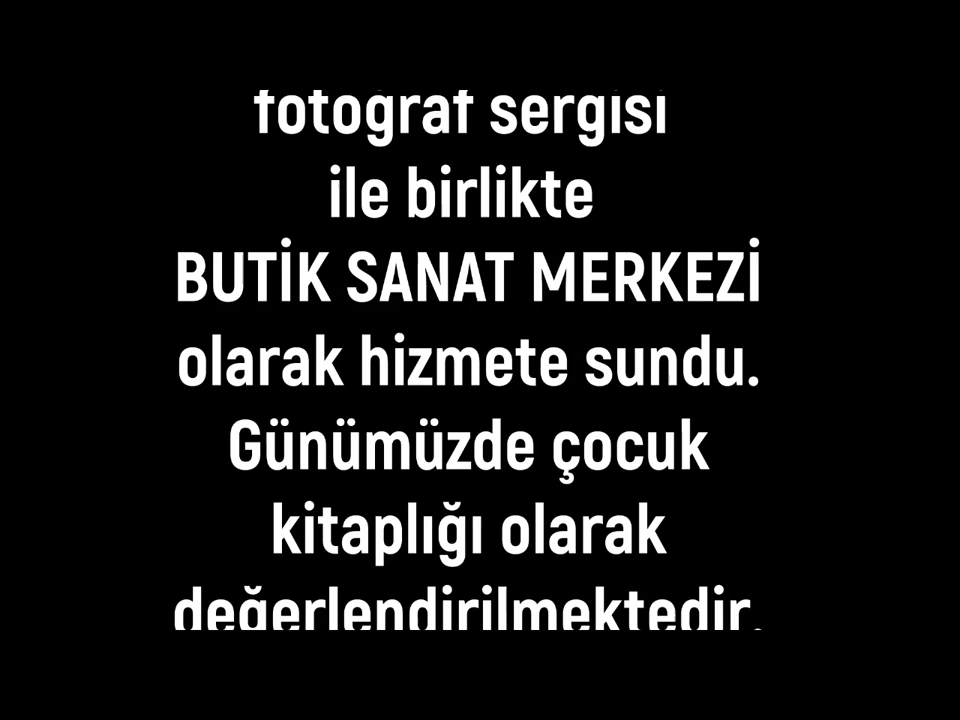 fotoğraf sergisi
ile birlikte
BUTİK SANAT MERKEZİ
olarak hizmete sundu.
Günümüzde çocuk
kitaplığı olarak
değerlendirilmektedir.